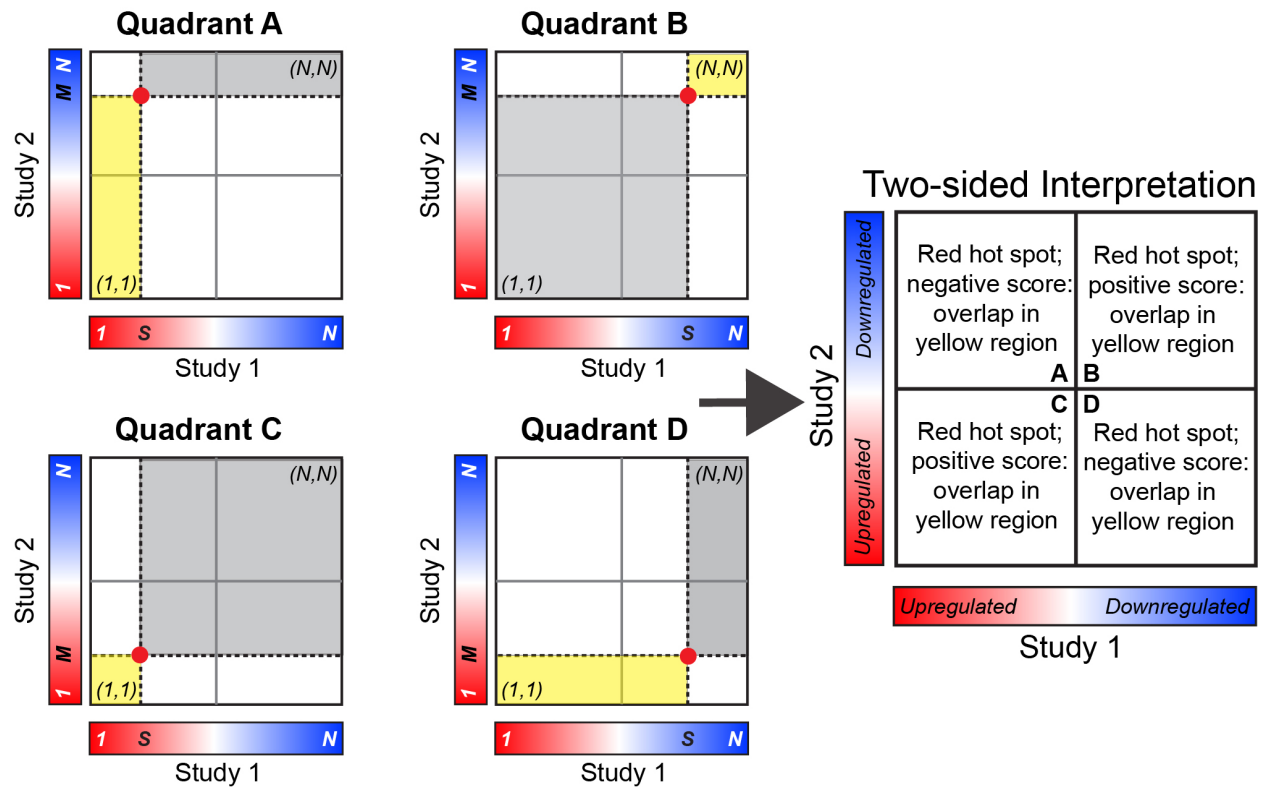 Quadrant A
N
M
1
Study 2
(N,N)
(1,1)
1 S N
Study 1
Quadrant B
N
M
1
Study 2
(N,N)
(1,1)
1 S N
Study 1
Quadrant C
N
M
1
Study 2
(N,N)
(1,1)
1 S N
Study 1
Quadrant D
N
M
1
Study 2
(N,N)
(1,1)
1 S N
Study 1
Two-sided Interpretation
Study 2
Downregulated
Upregulated
Red hot spot;
negative score:
overlap in
yellow region
A
Red hot spot;
positive score:
overlap in
yellow region
B
C
Red hot spot;
positive score:
overlap in
yellow region
D
Red hot spot;
negative score:
overlap in
yellow region
Upregulated Downregulated
Study 1